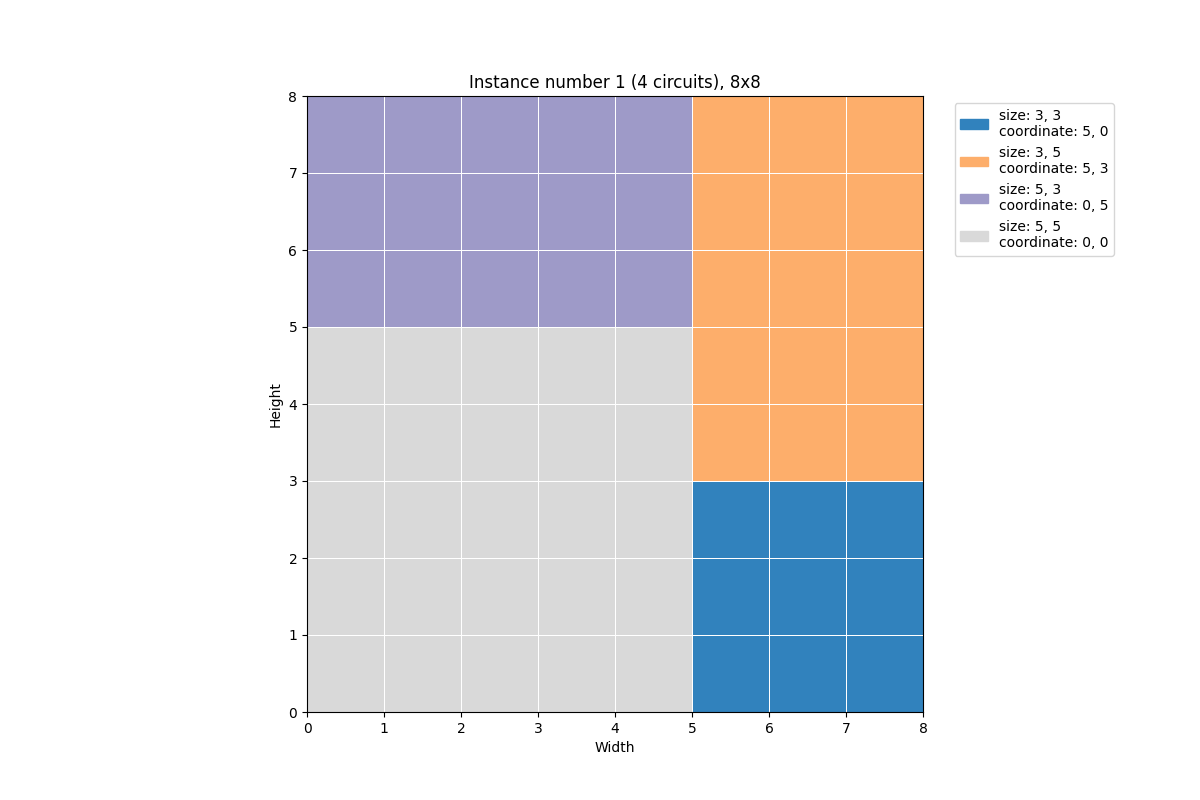 Instance number 1 (4 circuits), 8x8
size: 3, 3
coordinate: 5, 0
size: 3, 5
coordinate: 5, 3
size: 5, 3
coordinate: 0, 5
size: 5, 5
coordinate: 0, 0
8
7
6
5
4
3
2
1
0
Height
0 1 2 3 4 5 6 7 8
Width